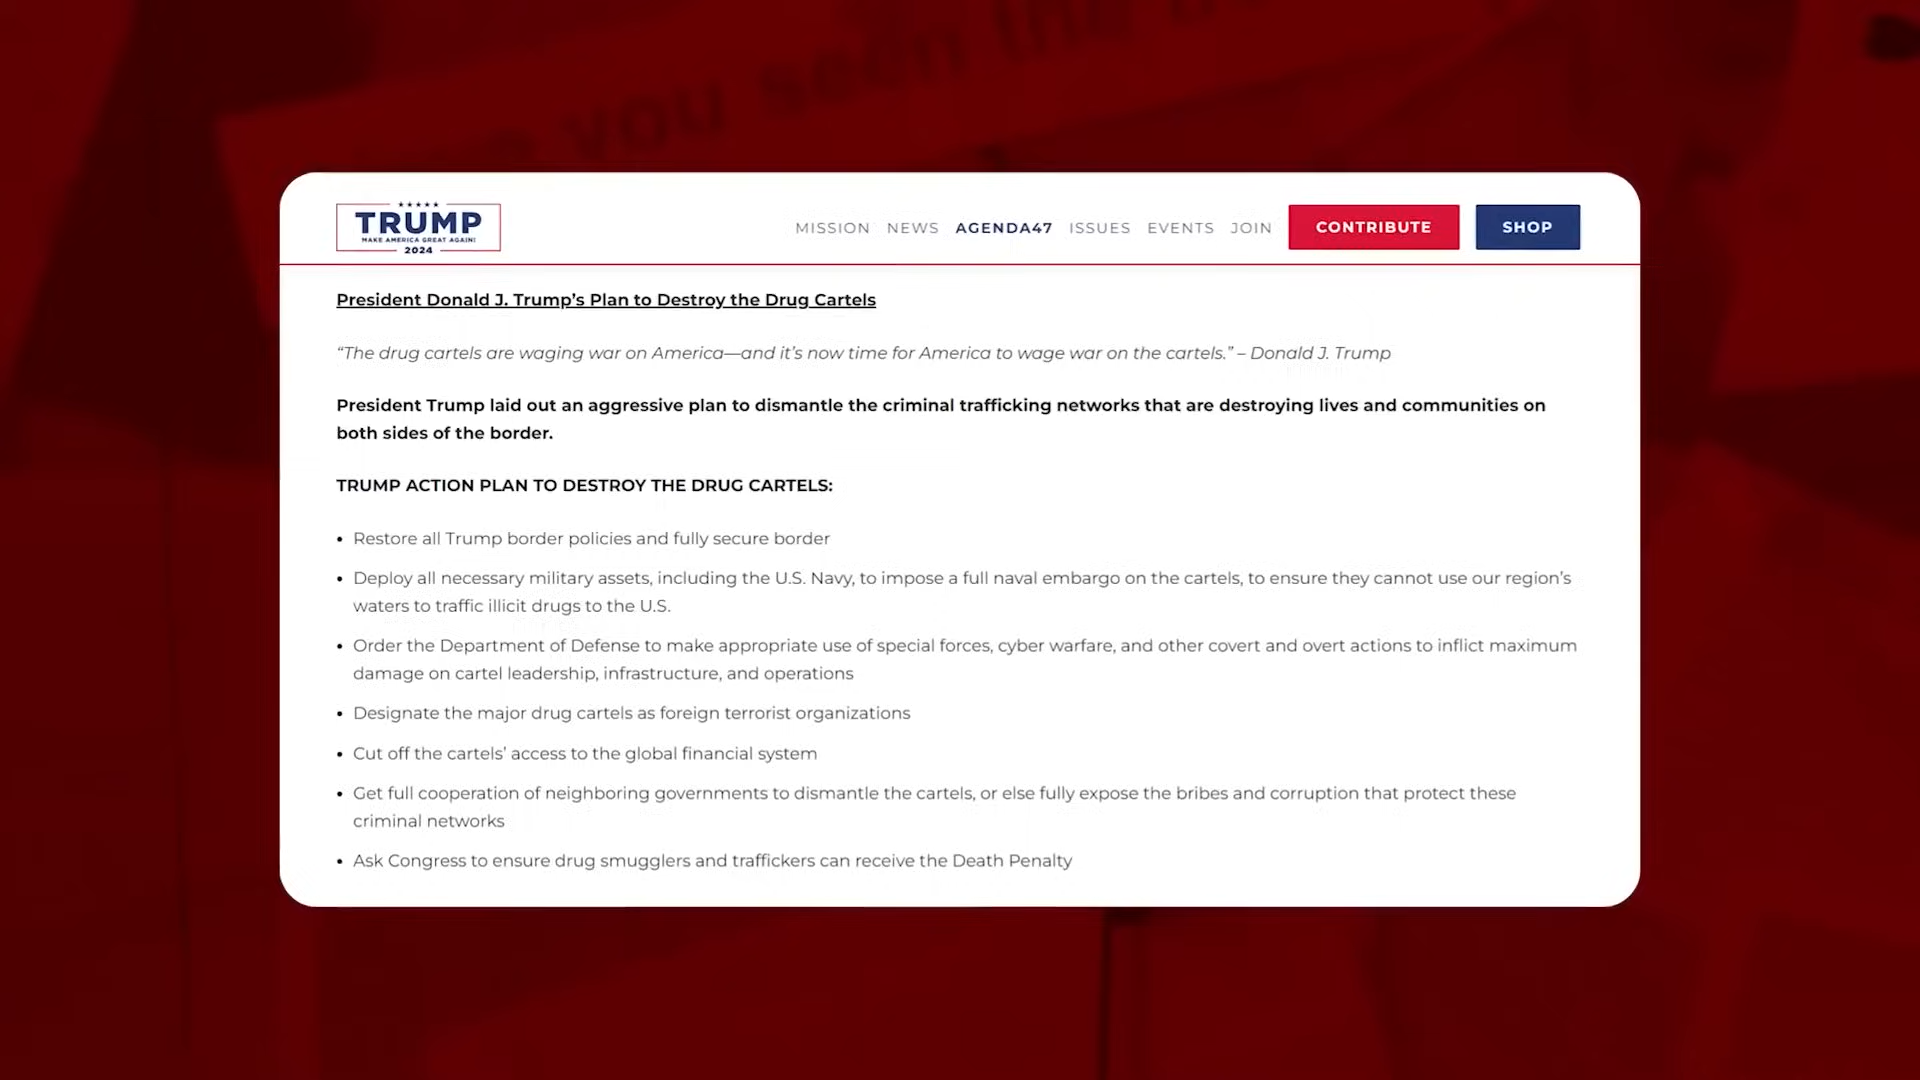 you seen the
TRUMP
MAKE AMERICA GREAT AGAIN!
2024
MISSION NEWS AGENDA47 ISSUES EVENTS JOIN CONTRIBUTE SHOP
President Donald J. Trump’s Plan to Destroy the Drug Cartels
“The drug cartels are waging war on America—and it’s now time for America to wage war on the cartels.” – Donald J. Trump
President Trump laid out an aggressive plan to dismantle the criminal trafficking networks that are destroying lives and communities on
both sides of the border.
TRUMP ACTION PLAN TO DESTROY THE DRUG CARTELS:
• Restore all Trump border policies and fully secure border
• Deploy all necessary military assets, including the U.S. Navy, to impose a full naval embargo on the cartels, to ensure they cannot use our region’s
waters to traffic illicit drugs to the U.S.
• Order the Department of Defense to make appropriate use of special forces, cyber warfare, and other covert and overt actions to inflict maximum
damage on cartel leadership, infrastructure, and operations
• Designate the major drug cartels as foreign terrorist organizations
• Cut off the cartels’ access to the global financial system
• Get full cooperation of neighboring governments to dismantle the cartels, or else fully expose the bribes and corruption that protect these
criminal networks
• Ask Congress to ensure drug smugglers and traffickers can receive the Death Penalty